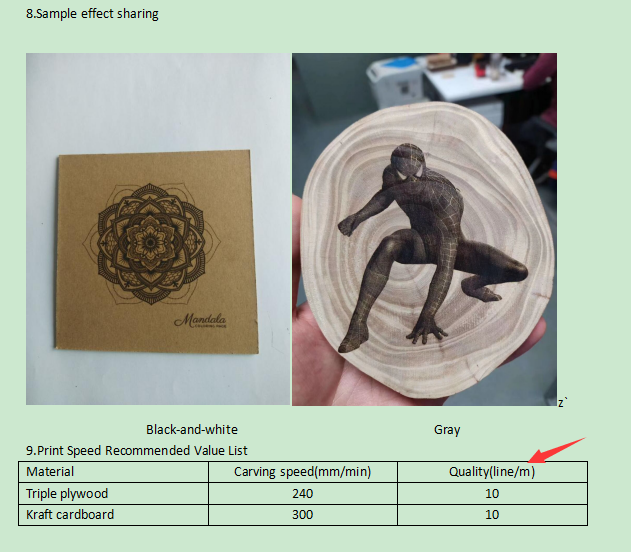 8.Sample effect sharing
Mandala
COLORING PAGE
z`
Black-and-white Gray
9.Print Speed Recommended Value List
Material Carving speed(mm/min) Quality(line/m)
Triple plywood 240 10
Kraft cardboard 300 10